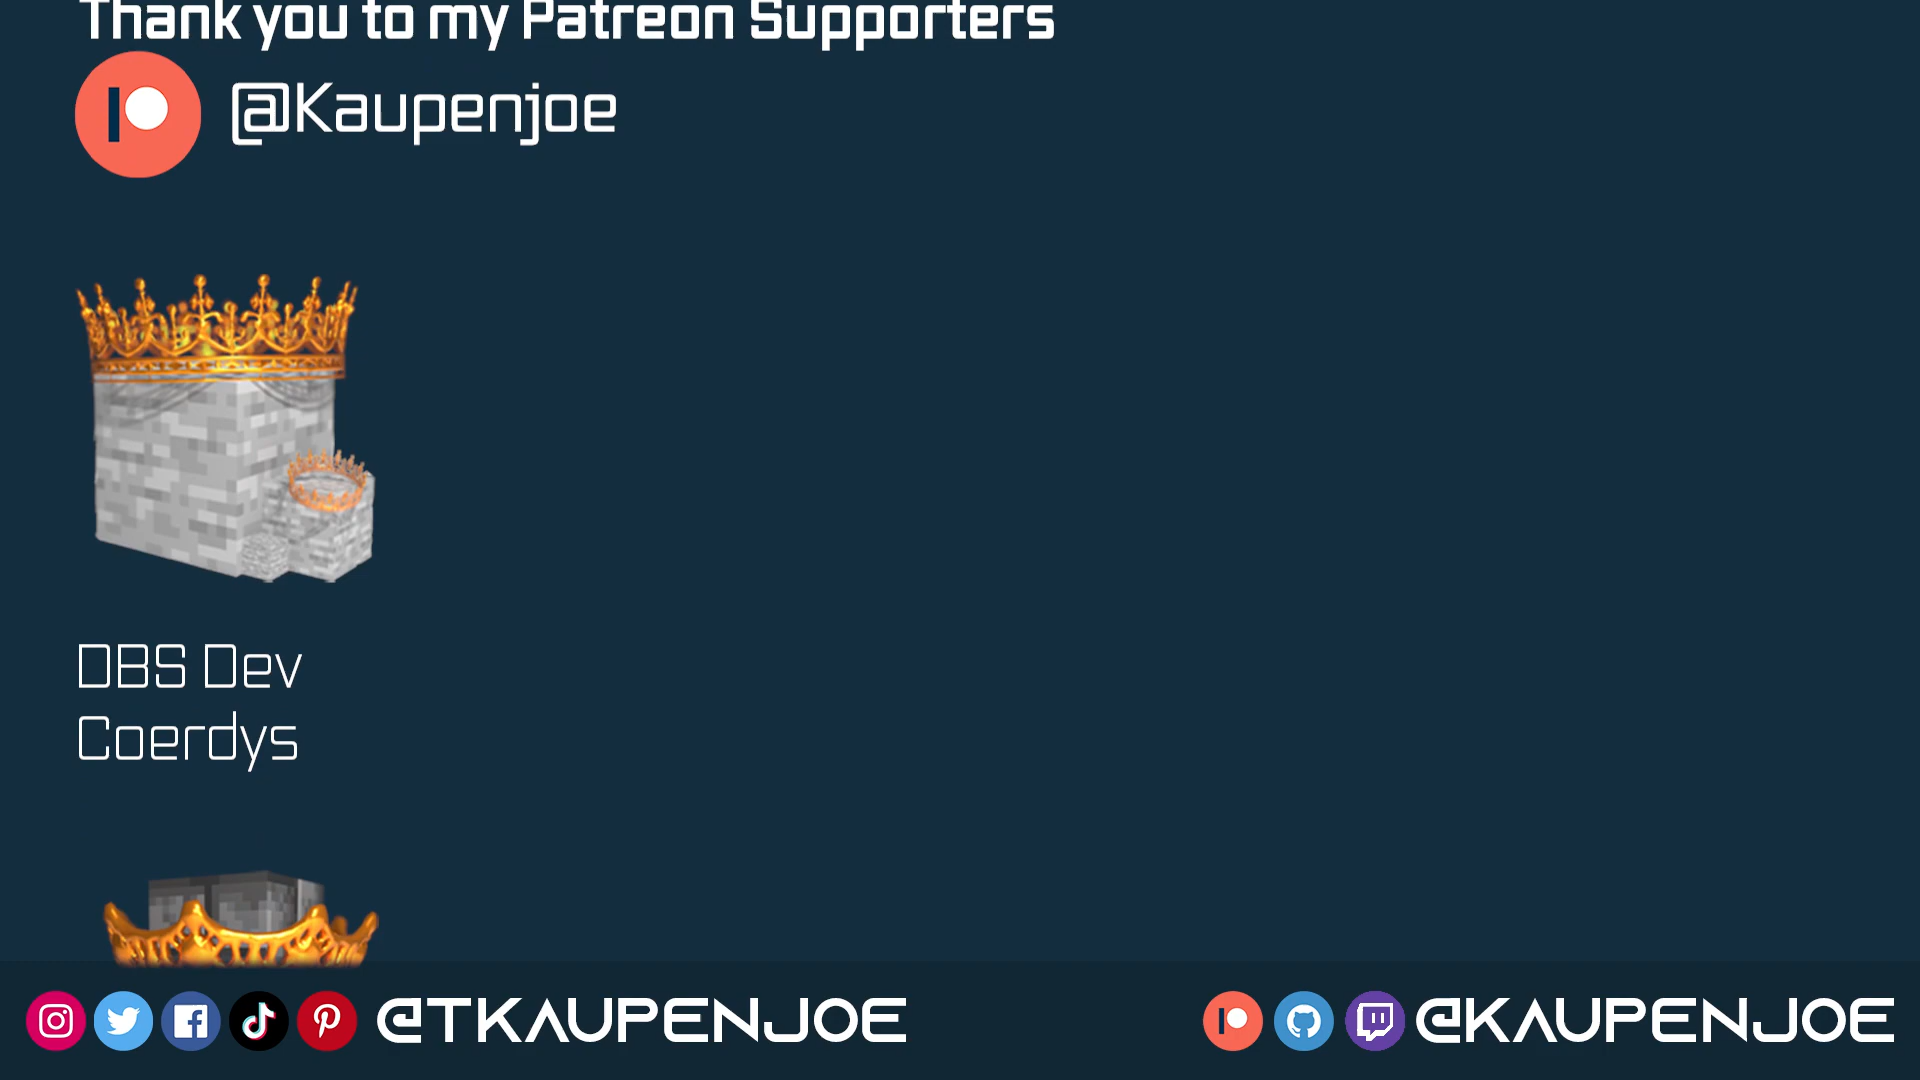 Thank you to my Patreon Supporters
@Kaupenjoe
DBS Dev
Coerdys
@TKAUPENJOE
@KAUPENJOE